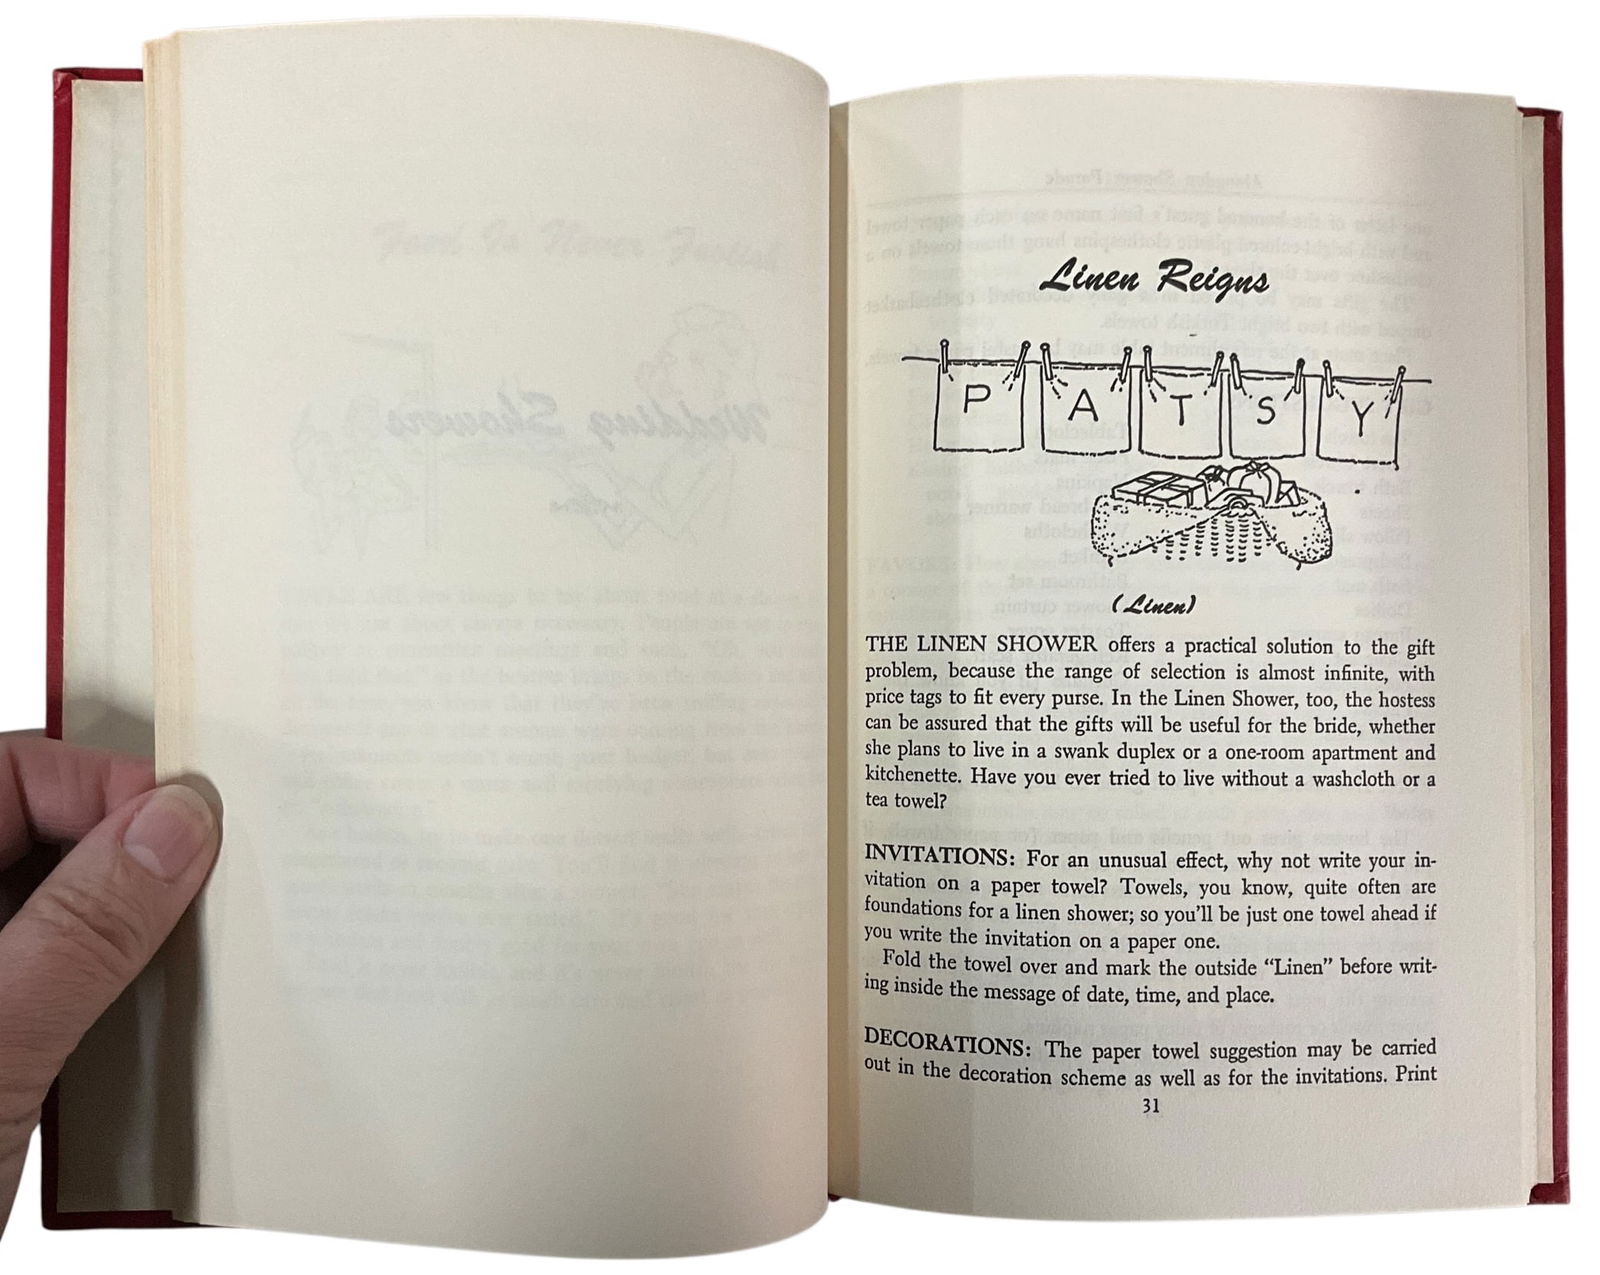 Wedding Showers
Linen Reigns
P A T S Y
(Linen)
THE LINEN SHOWER offers a practical solution to the gift
problem, because the range of selection is almost infinite, with
price tags to fit every purse. In the Linen Shower, too, the hostess
can be assured that the gifts will be useful for the bride, whether
she plans to live in a swank duplex or a one-room apartment and
kitchenette. Have you ever tried to live without a washcloth or a
tea towel?
INVITATIONS: For an unusual effect, why not write your in-
vitation on a paper towel? Towels, you know, quite often are
foundations for a linen shower; so you'll be just one towel ahead if
you write the invitation on a paper one.
Fold the towel over and mark the outside “Linen” before writ-
ing inside the message of date, time, and place.
DECORATIONS: The paper towel suggestion may be carried
out in the decoration scheme as well as for the invitations. Print
31